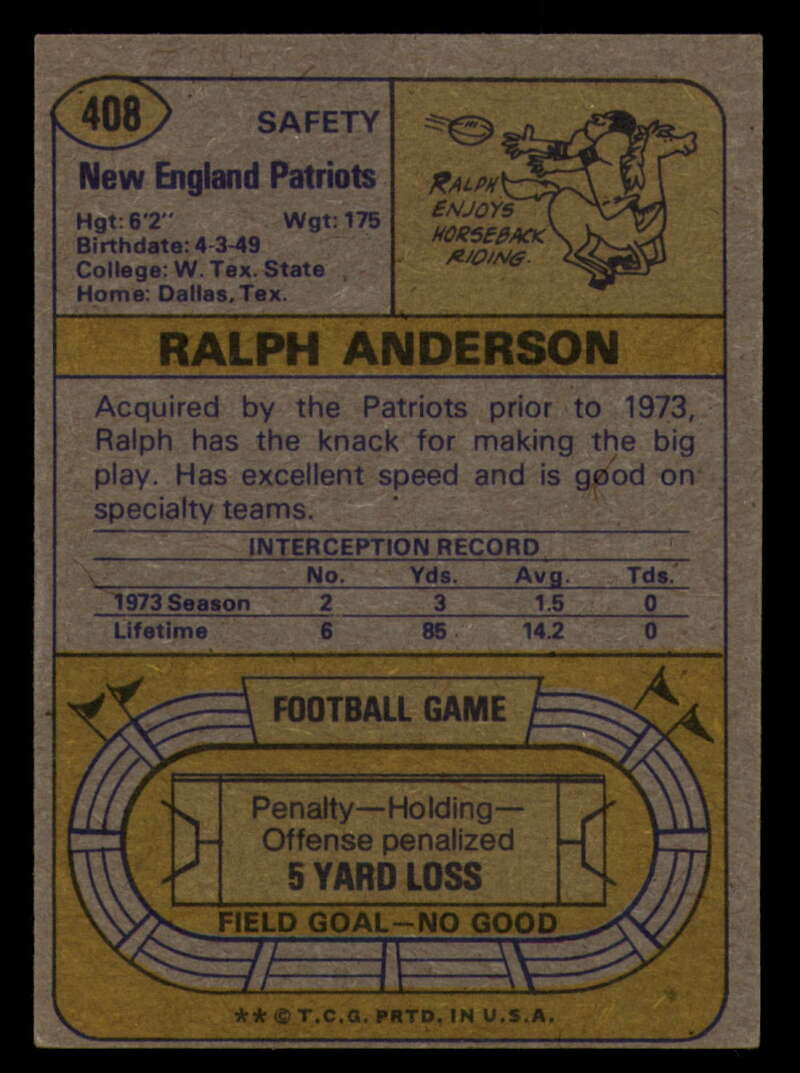 408
SAFETY
New England Patriots
Hgt: 6'2" Wgt: 175
Birthdate: 4-3-49
College: W. Tex. State
Home: Dallas, Tex.
RALPH
ENJOYS
HORSEBACK
RIDING.
RALPH ANDERSON
Acquired by the Patriots prior to 1973,
Ralph has the knack for making the big
play. Has excellent speed and is good on
specialty teams.
INTERCEPTION RECORD
No. Yds. Avg. Tds.
1973 Season 2 3 1.5 0
Lifetime 6 85 14.2 0
FOOTBALL GAME
Penalty—Holding—
Offense penalized
5 YARD LOSS
FIELD GOAL—NO GOOD
** © T.C.G. PRTD. IN U.S.A.